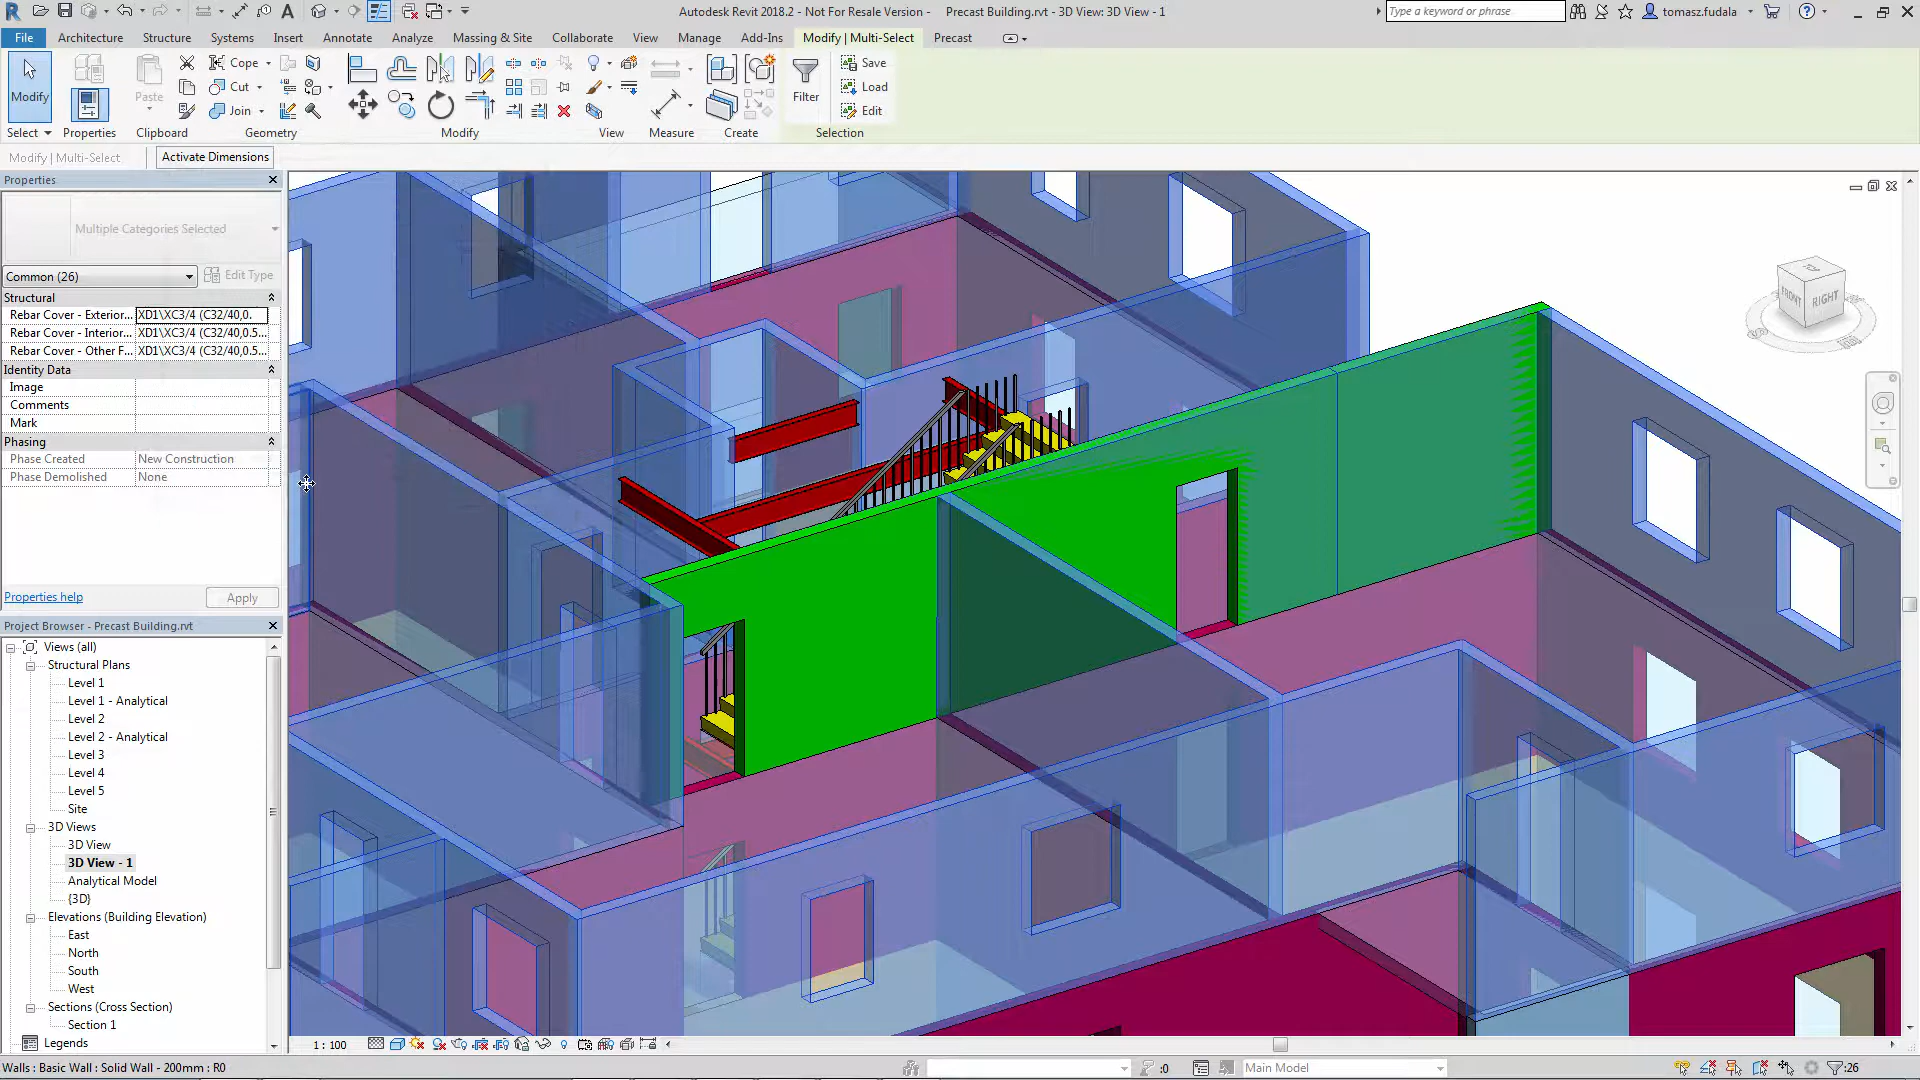 Autodesk Revit 2018.2 - Not For Resale Version - Precast Building.rvt - 3D View: 3D View - 1
Type a keyword or phrase
tomasz.fudala
File Architecture Structure Systems Insert Annotate Analyze Massing & Site Collaborate View Manage Add-Ins Modify | Multi-Select Precast
Modify
Paste
Cope
Cut
Join
Filter
Save
Load
Edit
Select Properties Clipboard Geometry Modify View Measure Create Selection
Modify | Multi-Select Activate Dimensions
Properties
Multiple Categories Selected
Common (26) Edit Type
Structural
Rebar Cover - Exterior... XD1\XC3/4 (C32/40,0.
Rebar Cover - Interior... XD1\XC3/4 (C32/40,0.5...
Rebar Cover - Other F... XD1\XC3/4 (C32/40,0.5...
Identity Data
Image
Comments
Mark
Phasing
Phase Created New Construction
Phase Demolished None
Properties help Apply
Project Browser - Precast Building.rvt
Views (all)
Structural Plans
Level 1
Level 1 - Analytical
Level 2
Level 2 - Analytical
Level 3
Level 4
Level 5
Site
3D Views
3D View
3D View - 1
Analytical Model
{3D}
Elevations (Building Elevation)
East
North
South
West
Sections (Cross Section)
Section 1
Legends
FRONT RIGHT
1 : 100
Walls : Basic Wall : Solid Wall - 200mm : R0
:0
Main Model
:26